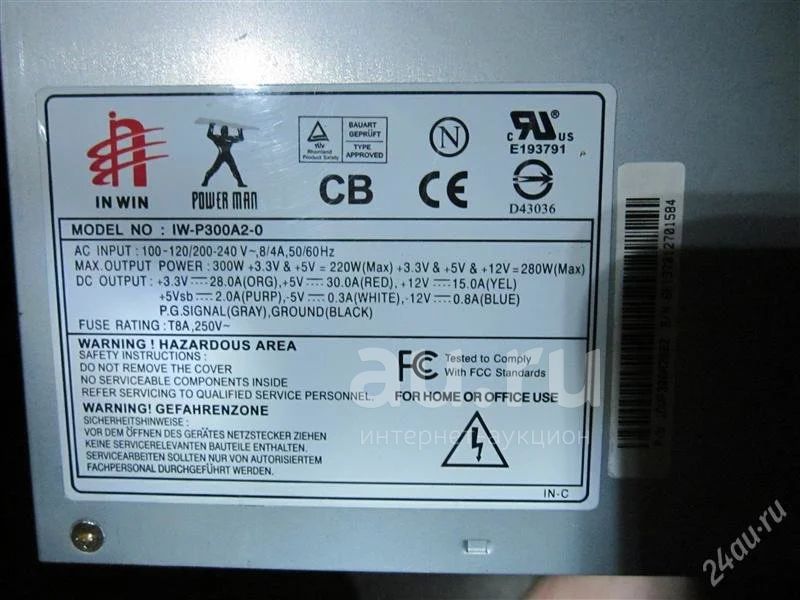 IN WIN
POWER MAN
TÜV
Rheinland
Product Safety
BAUART
GEPRÜFT
TYPE
APPROVED
N
c RU US
E193791
CB
CE
D43036
MODEL NO : IW-P300A2-0
AC INPUT : 100-120/200-240 V~,8/4A,50/60Hz
MAX.OUTPUT POWER : 300W +3.3V & +5V = 220W(Max) +3.3V & +5V & +12V = 280W(Max)
DC OUTPUT : +3.3V⎓28.0A(ORG),+5V⎓30.0A(RED), +12V⎓15.0A(YEL)
+5Vsb⎓2.0A(PURP),-5V⎓0.3A(WHITE),-12V⎓0.8A(BLUE)
P.G.SIGNAL(GRAY),GROUND(BLACK)
FUSE RATING : T8A,250V~
WARNING ! HAZARDOUS AREA
SAFETY INSTRUCTIONS :
DO NOT REMOVE THE COVER
NO SERVICEABLE COMPONENTS INSIDE
REFER SERVICING TO QUALIFIED SERVICE PERSONNEL.
FC Tested to Comply
With FCC Standards
FOR HOME OR OFFICE USE
WARNING! GEFAHRENZONE
SICHERHEITSHINWEISE :
VOR DEM ÖFFNEN DES GERÄTES NETZSTECKER ZIEHEN
KEINE SERVICERELEVANTEN BAUTEILE ENTHALTEN.
SERVICEARBEITEN SOLLTEN NUR VON AUTORISIERTEM
FACHPERSONAL DURCHGEFÜHRT WERDEN.
IN-C
au.ru
интернет-аукцион
24au.ru